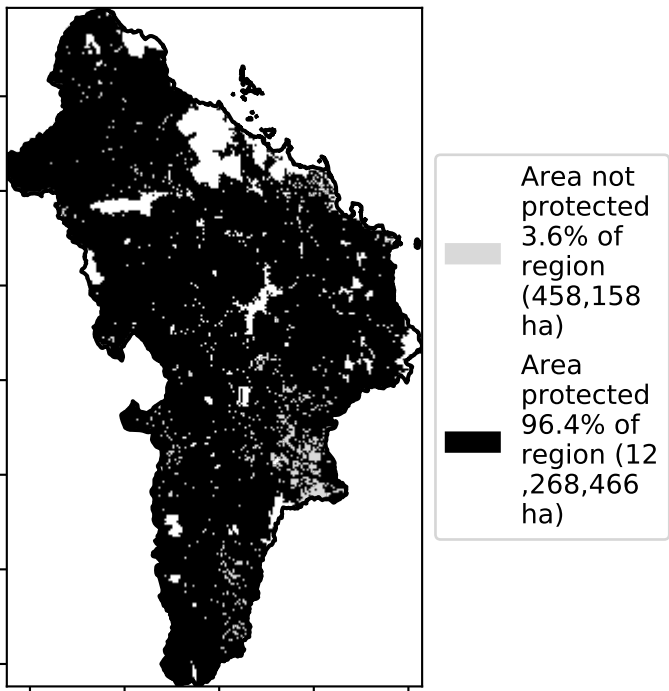 Area not
protected
3.6% of
region
(458,158
ha)
Area
protected
96.4% of
region (12
,268,466
ha)